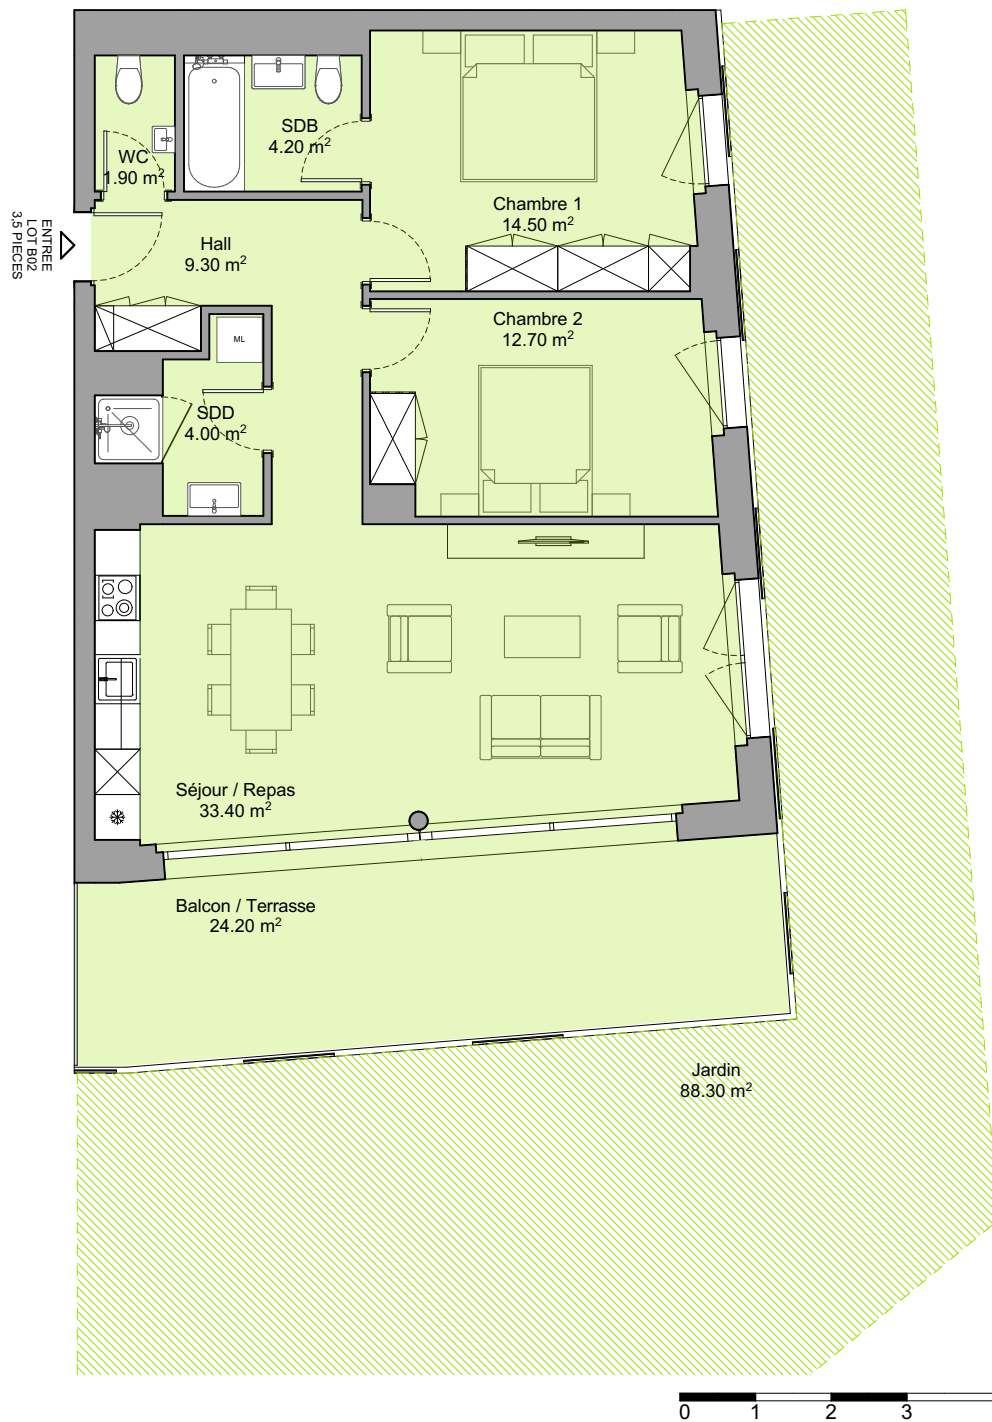 SDB
4.20 m²
WC
1.90 m²
Chambre 1
14.50 m²
ENTREE
LOT B02
3,5 PIECES
Hall
9.30 m²
Chambre 2
12.70 m²
ML
SDD
4.00 m²
Séjour / Repas
33.40 m²
Balcon / Terrasse
24.20 m²
Jardin
88.30 m²
0 1 2 3